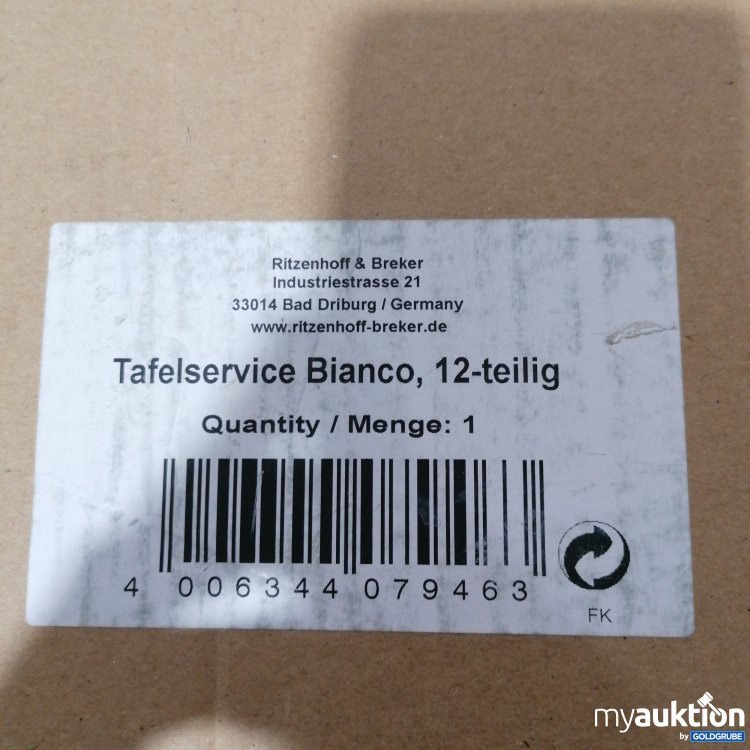 Ritzenhoff & Breker
Industriestrasse 21
33014 Bad Driburg / Germany
www.ritzenhoff-breker.de
Tafelservice Bianco, 12-teilig
Quantity / Menge: 1
4 006344 079463
FK
myauktion
by GOLDGRUBE